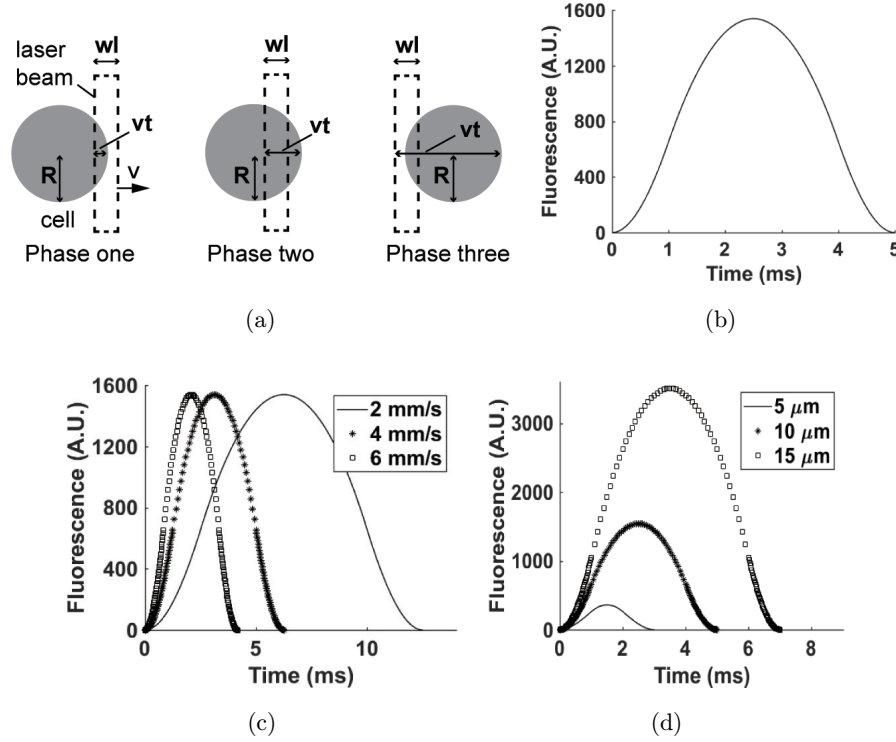 laser
beam
wl
vt
R
v
cell
Phase one
wl
vt
R
Phase two
wl
vt
R
Phase three
(a)
Fluorescence (A.U.)
1600
1200
800
400
0
0 1 2 3 4 5
Time (ms)
(b)
Fluorescence (A.U.)
1600
1200
800
400
0
0 5 10
Time (ms)
2 mm/s
4 mm/s
6 mm/s
(c)
Fluorescence (A.U.)
3000
2000
1000
0
0 2 4 6 8
Time (ms)
5 μm
10 μm
15 μm
(d)